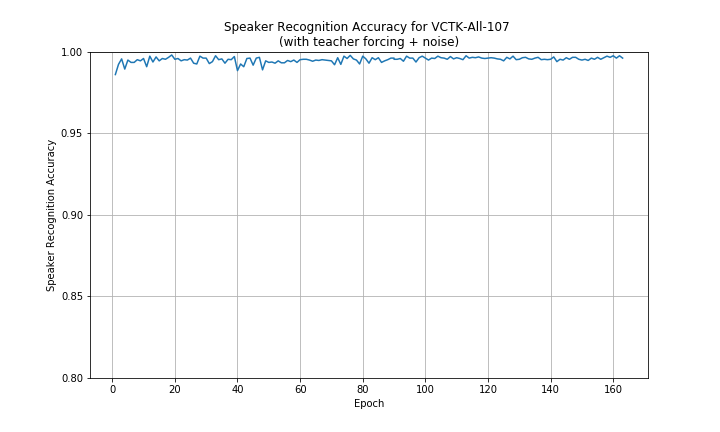 Speaker Recognition Accuracy for VCTK-All-107
(with teacher forcing + noise)
Speaker Recognition Accuracy
1.00
0.95
0.90
0.85
0.80
0 20 40 60 80 100 120 140 160
Epoch